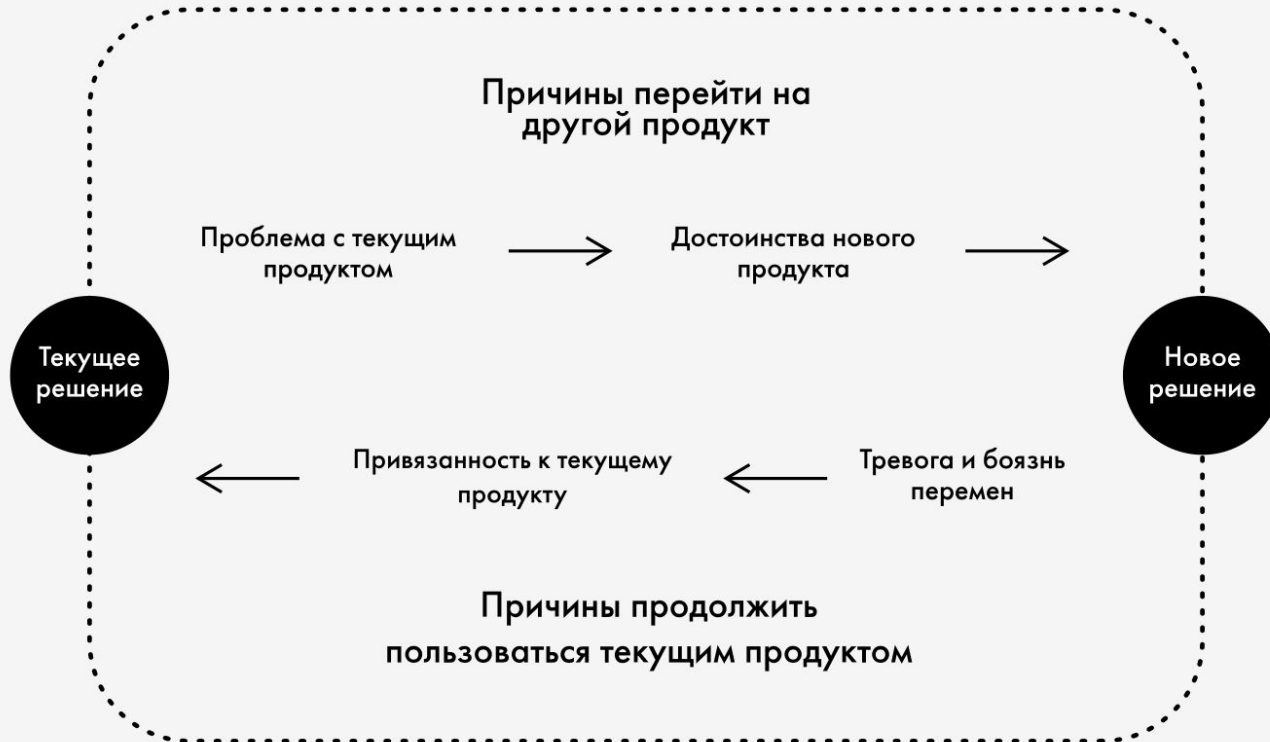 Причины перейти на
другой продукт
Проблема с текущим
продуктом
Достоинства нового
продукта
Текущее
решение
Новое
решение
Привязанность к текущему
продукту
Тревога и боязнь
перемен
Причины продолжить
пользоваться текущим продуктом